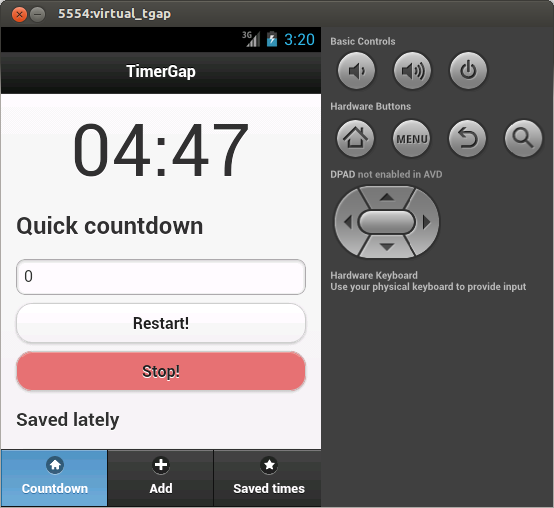 5554:virtual_tgap
3G 3:20
TimerGap
04:47
Quick countdown
0
Restart!
Stop!
Saved lately
Countdown
Add
Saved times
Basic Controls
Hardware Buttons
MENU
DPAD not enabled in AVD
Hardware Keyboard
Use your physical keyboard to provide input